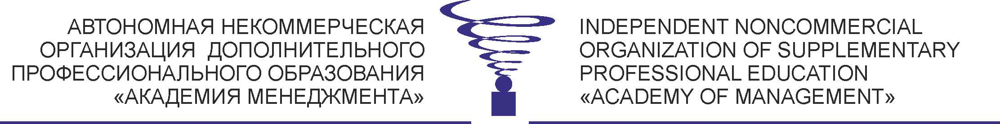 АВТОНОМНАЯ НЕКОММЕРЧЕСКАЯ
ОРГАНИЗАЦИЯ ДОПОЛНИТЕЛЬНОГО
ПРОФЕССИОНАЛЬНОГО ОБРАЗОВАНИЯ
«АКАДЕМИЯ МЕНЕДЖМЕНТА»
INDEPENDENT NONCOMMERCIAL
ORGANIZATION OF SUPPLEMENTARY
PROFESSIONAL EDUCATION
«ACADEMY OF MANAGEMENT»